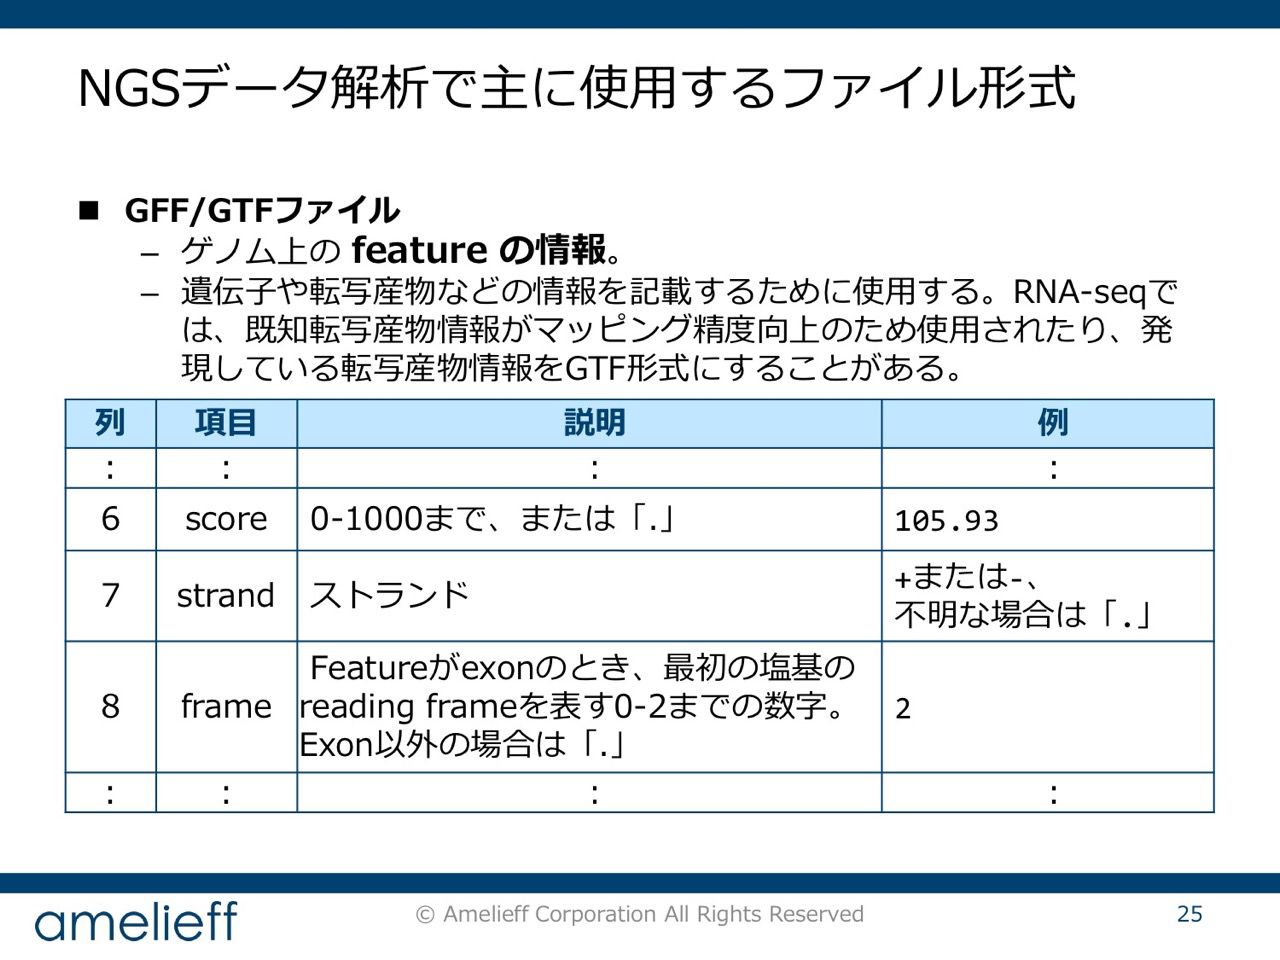 NGSデータ解析で主に使用するファイル形式
■ GFF/GTFファイル
– ゲノム上の feature の情報。
– 遺伝子や転写産物などの情報を記載するために使用する。RNA-seqで
は、既知転写産物情報がマッピング精度向上のため使用されたり、発
現している転写産物情報をGTF形式にすることがある。
列 項目 説明 例
: : : :
6 score 0-1000まで、または「.」 105.93
7 strand ストランド +または-、
不明な場合は「.」
8 frame Featureがexonのとき、最初の塩基の
reading frameを表す0-2までの数字。
Exon以外の場合は「.」 2
: : : :
amelieff
© Amelieff Corporation All Rights Reserved
25